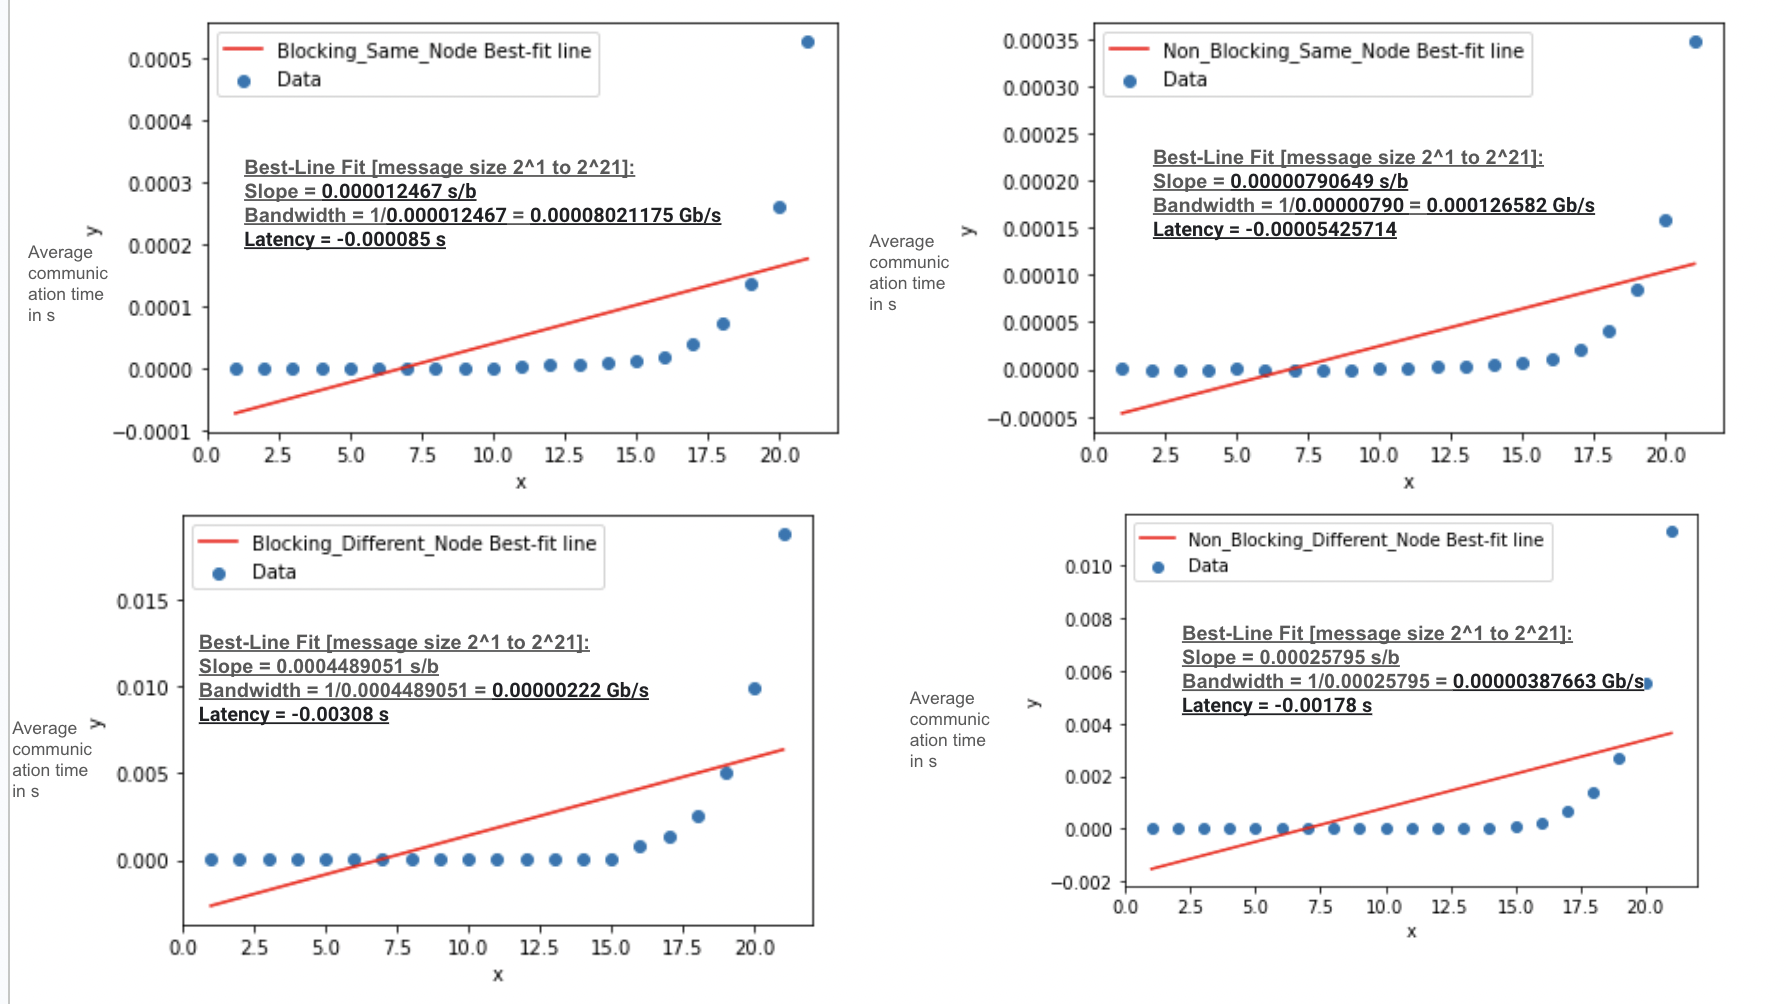 Blocking_Same_Node Best-fit line
Data
0.0005
0.0004
0.0003
0.0002
0.0001
0.0000
−0.0001
Best-Line Fit [message size 2^1 to 2^21]:
Slope = 0.000012467 s/b
Bandwidth = 1/0.000012467 = 0.00008021175 Gb/s
Latency = -0.000085 s
y
Average
communic
ation time
in s
0.0 2.5 5.0 7.5 10.0 12.5 15.0 17.5 20.0
x
Non_Blocking_Same_Node Best-fit line
Data
0.00035
0.00030
0.00025
0.00020
0.00015
0.00010
0.00005
0.00000
−0.00005
Best-Line Fit [message size 2^1 to 2^21]:
Slope = 0.00000790649 s/b
Bandwidth = 1/0.00000790 = 0.000126582 Gb/s
Latency = -0.00005425714
y
Average
communic
ation time
in s
0.0 2.5 5.0 7.5 10.0 12.5 15.0 17.5 20.0
x
Blocking_Different_Node Best-fit line
Data
0.015
0.010
0.005
0.000
Best-Line Fit [message size 2^1 to 2^21]:
Slope = 0.0004489051 s/b
Bandwidth = 1/0.0004489051 = 0.00000222 Gb/s
Latency = -0.00308 s
y
Average
communic
ation time
in s
0.0 2.5 5.0 7.5 10.0 12.5 15.0 17.5 20.0
x
Non_Blocking_Different_Node Best-fit line
Data
0.010
0.008
0.006
0.004
0.002
0.000
−0.002
Best-Line Fit [message size 2^1 to 2^21]:
Slope = 0.00025795 s/b
Bandwidth = 1/0.00025795 = 0.00000387663 Gb/s
Latency = -0.00178 s
y
Average
communic
ation time
in s
0.0 2.5 5.0 7.5 10.0 12.5 15.0 17.5 20.0
x